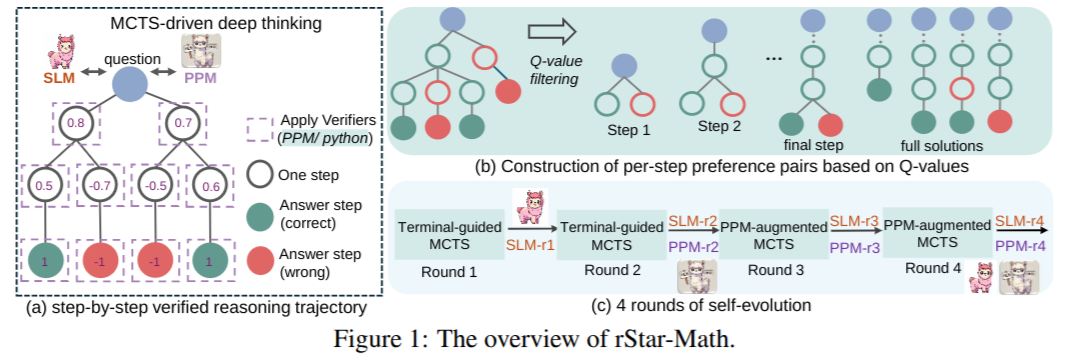 MCTS-driven deep thinking
question
SLM
PPM
0.8
0.7
0.5
-0.7
-0.5
0.6
1
-1
-1
1
Apply Verifiers
(PPM/ python)
One step
Answer step
(correct)
Answer step
(wrong)
(a) step-by-step verified reasoning trajectory
Q-value
filtering
Step 1
Step 2
...
final step
full solutions
(b) Construction of per-step preference pairs based on Q-values
Terminal-guided
MCTS
Round 1
SLM-r1
Terminal-guided
MCTS
Round 2
SLM-r2
PPM-r2
PPM-augmented
MCTS
Round 3
SLM-r3
PPM-r3
PPM-augmented
MCTS
Round 4
SLM-r4
PPM-r4
(c) 4 rounds of self-evolution
Figure 1: The overview of rStar-Math.